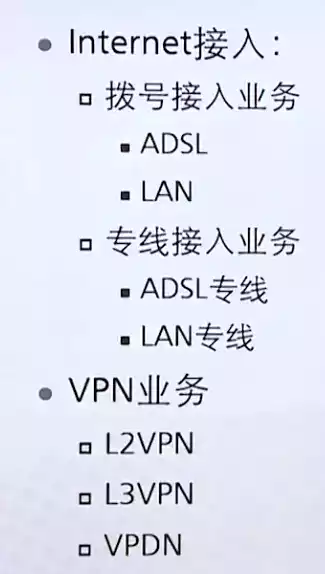 Internet接入：
拨号接入业务
ADSL
LAN
专线接入业务
ADSL专线
LAN专线
VPN业务
L2VPN
L3VPN
VPDN